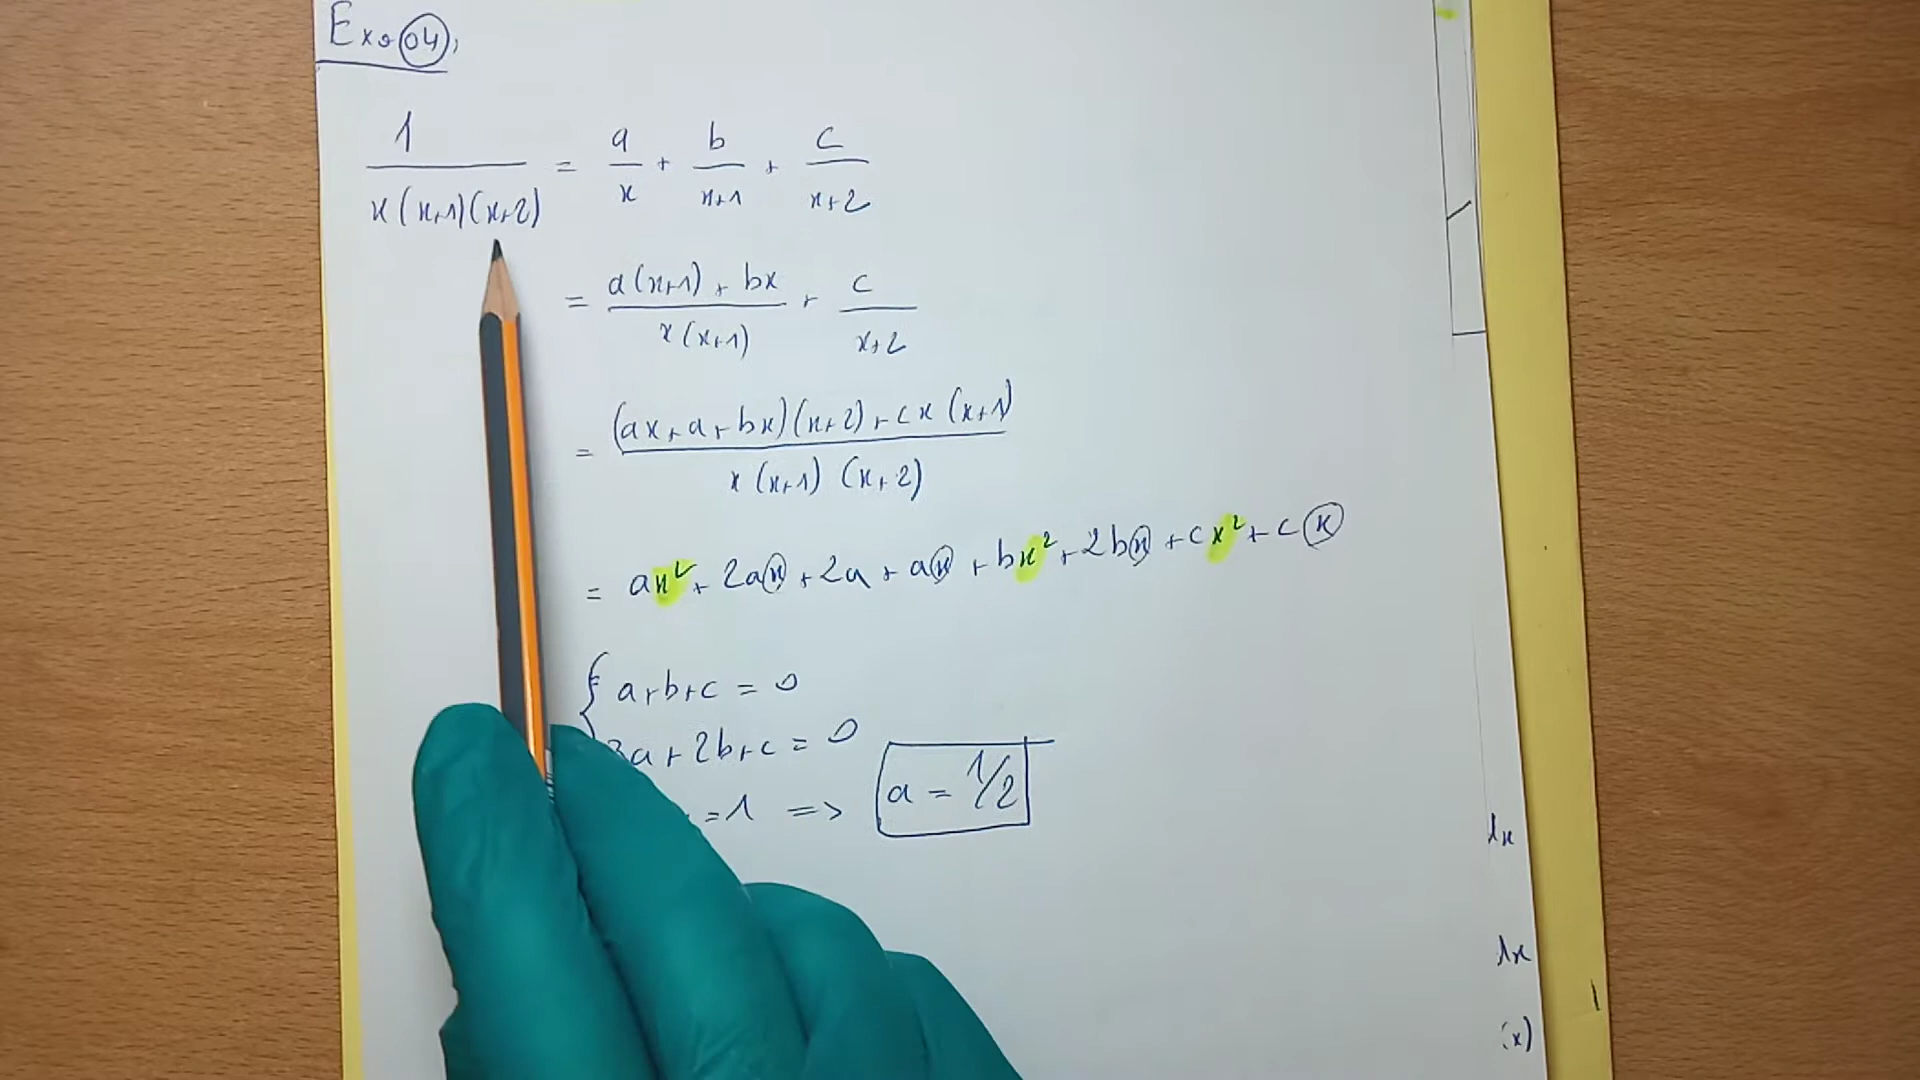 Exo 04,
1 / x(x+1)(x+2) = a/x + b/x+1 + c/x+2
= a(x+1) + bx / x(x+1) + c / x+2
= (ax+a+bx)(x+2)+cx(x+1) / x(x+1)(x+2)
= ax² + 2ax + 2a + ax + bx² + 2bx + cx² + cx
{ a+b+c = 0
3a + 2b+c = 0
=1 => a = 1/2
(x)